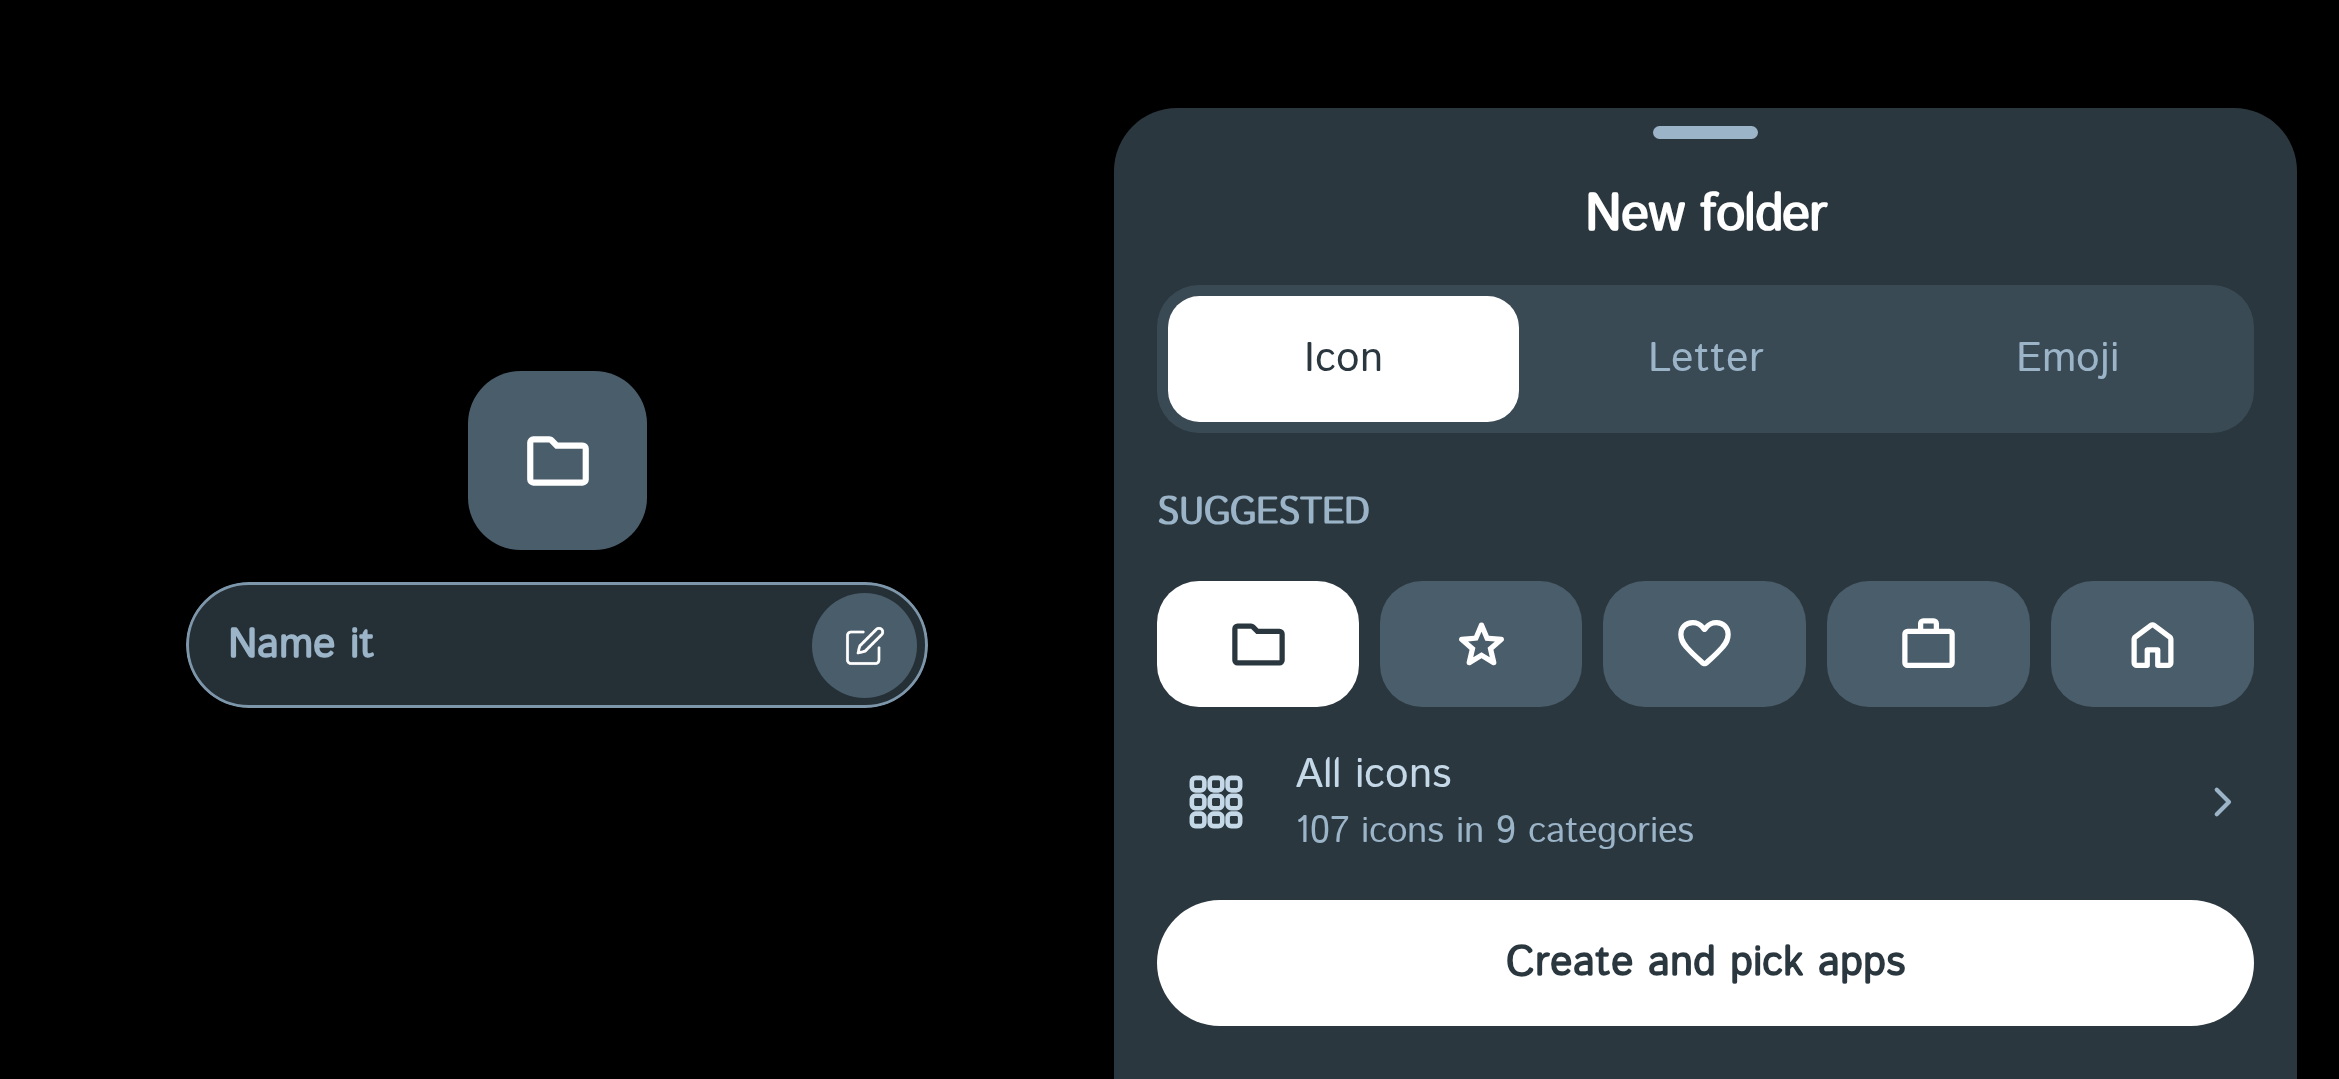 Name it
New folder
Icon
Letter
Emoji
SUGGESTED
All icons
107 icons in 9 categories
Create and pick apps